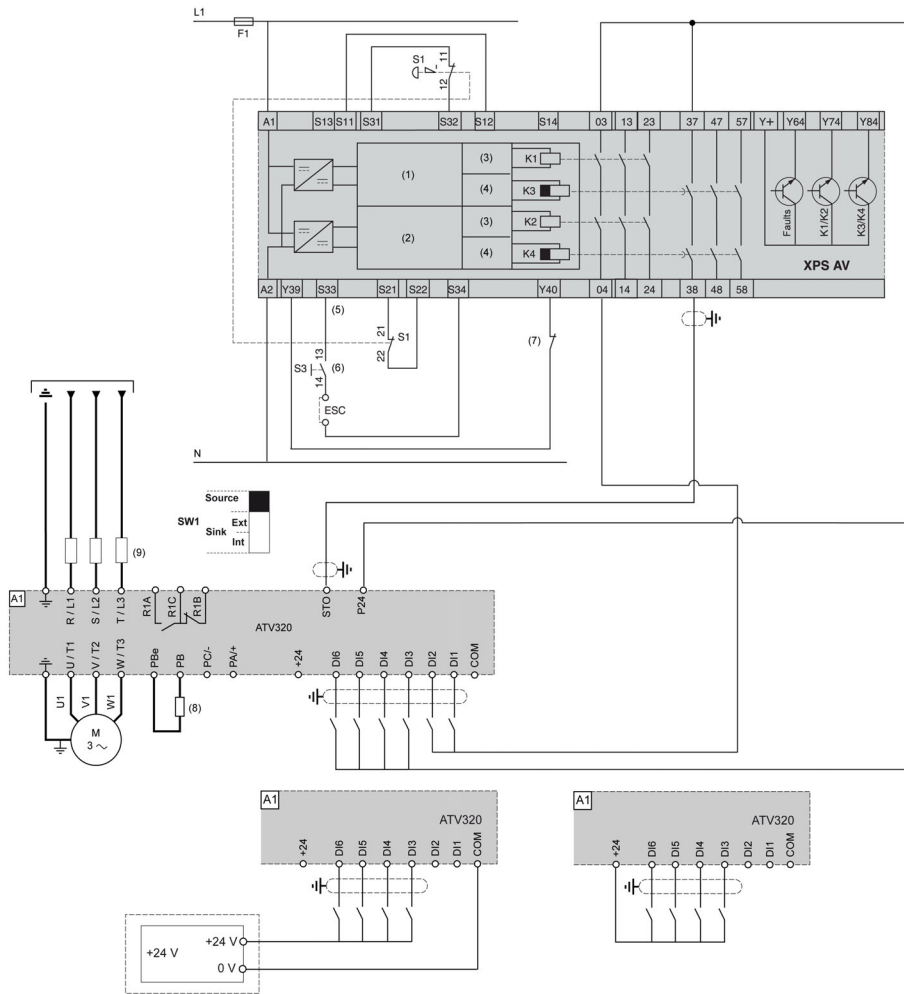 L1
F1
S1
11
12
A1 S13 S11 S31 S32 S12 S14 03 13 23 37 47 57 Y+ Y64 Y74 Y84
(1) (3) K1
(4) K3
(2) (3) K2
(4) K4
Faults K1/K2 K3/K4
XPS AV
A2 Y39 S33 S21 S22 S34 Y40 04 14 24 38 48 58
(5)
21
22
S1
(7)
13
S3
14
(6)
ESC
N
Source
SW1 Sink Ext
Int
(9)
A1
R / L1 S / L2 T / L3 R1A R1C R1B STO P24
ATV320
U / T1 V / T2 W / T3 PBe PB PC/- PA/+ +24 DI6 DI5 DI4 DI3 DI2 DI1 COM
U1 V1 W1
(8)
M
3 ~
A1
ATV320
+24 DI6 DI5 DI4 DI3 DI2 DI1 COM
A1
ATV320
+24 DI6 DI5 DI4 DI3 DI2 DI1 COM
+24 V
+24 V
0 V